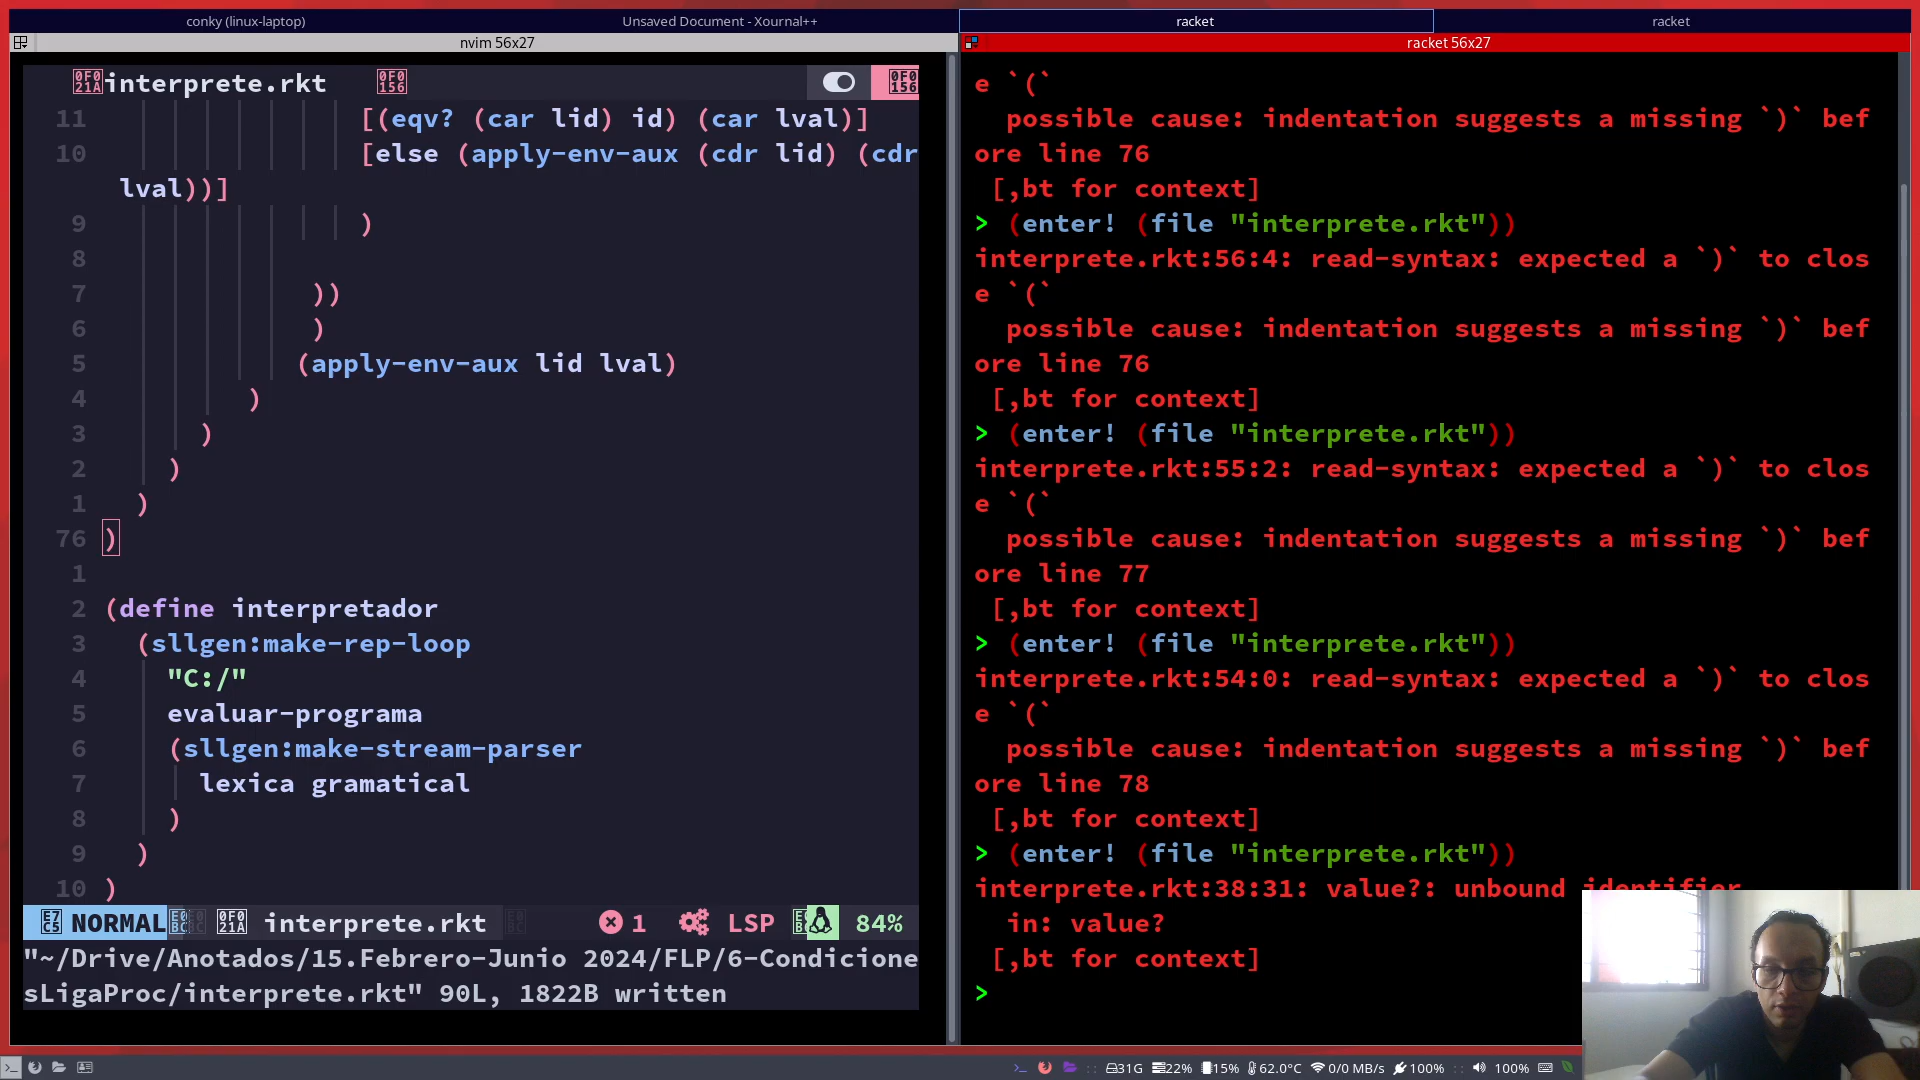 conky (linux-laptop)
Unsaved Document - Xournal++
racket
racket
nvim 56x27
racket 56x27
interprete.rkt
11 [(eqv? (car lid) id) (car lval)]
10 [else (apply-env-aux (cdr lid) (cdr
lval))]
9 )
8
7 ))
6 )
5 (apply-env-aux lid lval)
4 )
3 )
2 )
1 )
76 )
1
2 (define interpretador
3 (sllgen:make-rep-loop
4 "C:/"
5 evaluar-programa
6 (sllgen:make-stream-parser
7 lexica gramatical
8 )
9 )
10 )
NORMAL interprete.rkt 1 LSP 84%
"~/Drive/Anotados/15.Febrero-Junio 2024/FLP/6-Condicione
sLigaProc/interprete.rkt" 90L, 1822B written
e `(`
possible cause: indentation suggests a missing `)` bef
ore line 76
[,bt for context]
> (enter! (file "interprete.rkt"))
interprete.rkt:56:4: read-syntax: expected a `)` to clos
e `(`
possible cause: indentation suggests a missing `)` bef
ore line 76
[,bt for context]
> (enter! (file "interprete.rkt"))
interprete.rkt:55:2: read-syntax: expected a `)` to clos
e `(`
possible cause: indentation suggests a missing `)` bef
ore line 77
[,bt for context]
> (enter! (file "interprete.rkt"))
interprete.rkt:54:0: read-syntax: expected a `)` to clos
e `(`
possible cause: indentation suggests a missing `)` bef
ore line 78
[,bt for context]
> (enter! (file "interprete.rkt"))
interprete.rkt:38:31: value?: unbound identifier
in: value?
[,bt for context]
>
31G 22% 15% 62.0°C 0/0 MB/s 100% 100%